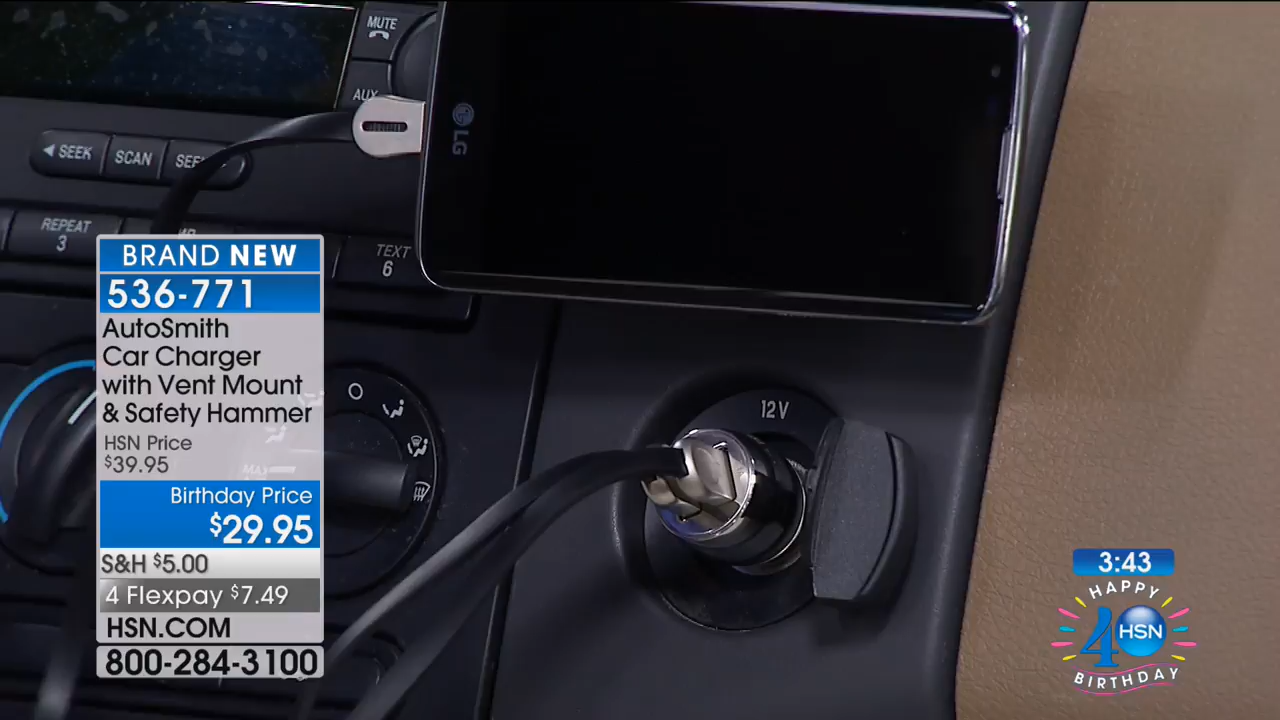 MUTE
AUX
LG
SEEK
SCAN
REPEAT
3
TEXT
6
12V
BRAND NEW
536-771
AutoSmith
Car Charger
with Vent Mount
& Safety Hammer
HSN Price
$39.95
Birthday Price
$29.95
S&H $5.00
4 Flexpay $7.49
HSN.COM
800-284-3100
3:43
HAPPY
40
HSN
BIRTHDAY